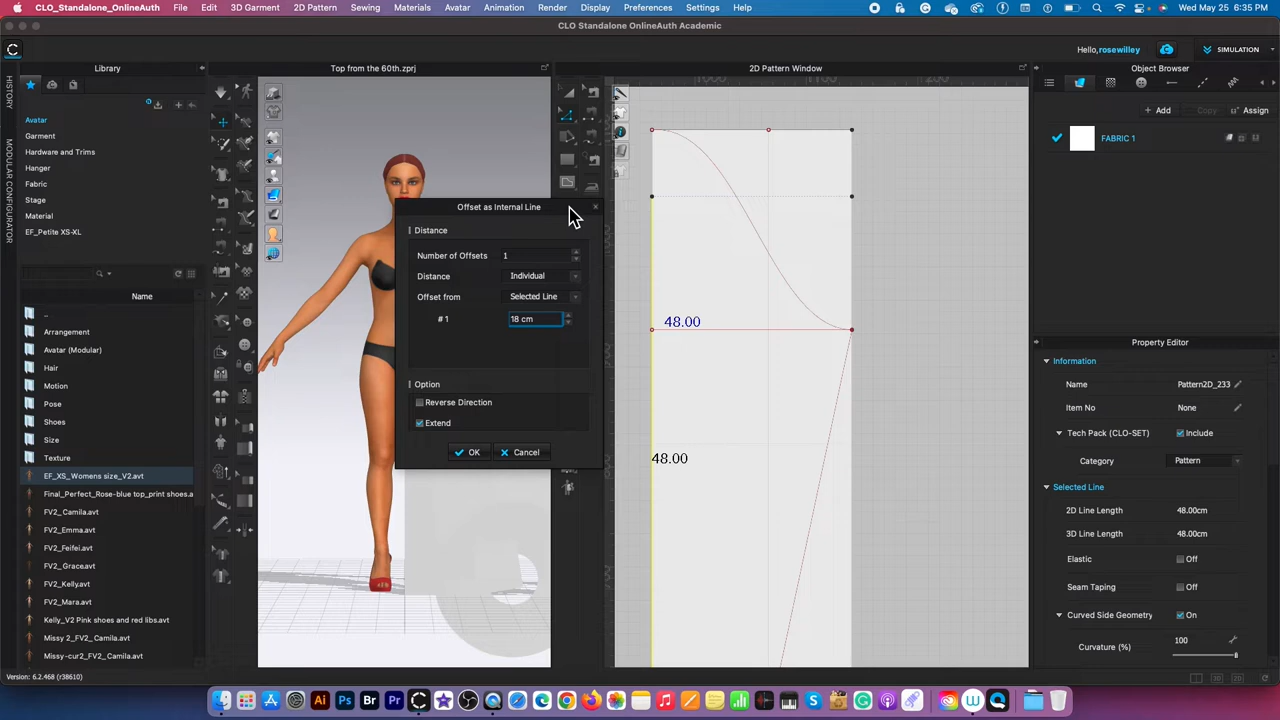 CLO_Standalone_OnlineAuth File Edit 3D Garment 2D Pattern Sewing Materials Avatar Animation Render Display Preferences Settings Help Wed May 25 6:35 PM
CLO Standalone OnlineAuth Academic
Hello, rosewilley SIMULATION
Library Top from the 60th.zprj 2D Pattern Window Object Browser
HISTORY
MODULAR CONFIGURATOR
Avatar
Garment
Hardware and Trims
Hanger
Fabric
Stage
Material
EF_Petite XS-XL
Name
..
Arrangement
Avatar (Modular)
Hair
Motion
Pose
Shoes
Size
Texture
EF_XS_Womens size_V2.avt
Final_Perfect_Rose-blue top_print shoes.a
FV2_Camila.avt
FV2_Emma.avt
FV2_Feifei.avt
FV2_Grace.avt
FV2_Kelly.avt
FV2_Mara.avt
Kelly_V2 Pink shoes and red libs.avt
Missy 2_FV2_Camila.avt
Missy-cur2_FV2_Camila.avt
Version: 6.2.468 (r38610)
Offset as Internal Line
Distance
Number of Offsets 1
Distance Individual
Offset from Selected Line
# 1 18 cm
Option
Reverse Direction
Extend
OK Cancel
48.00
48.00
+ Add Copy Assign
FABRIC 1
Property Editor
Information
Name Pattern2D_233
Item No None
Tech Pack (CLO-SET) Include
Category Pattern
Selected Line
2D Line Length 48.00cm
3D Line Length 48.00cm
Elastic Off
Seam Taping Off
Curved Side Geometry On
Curvature (%) 100